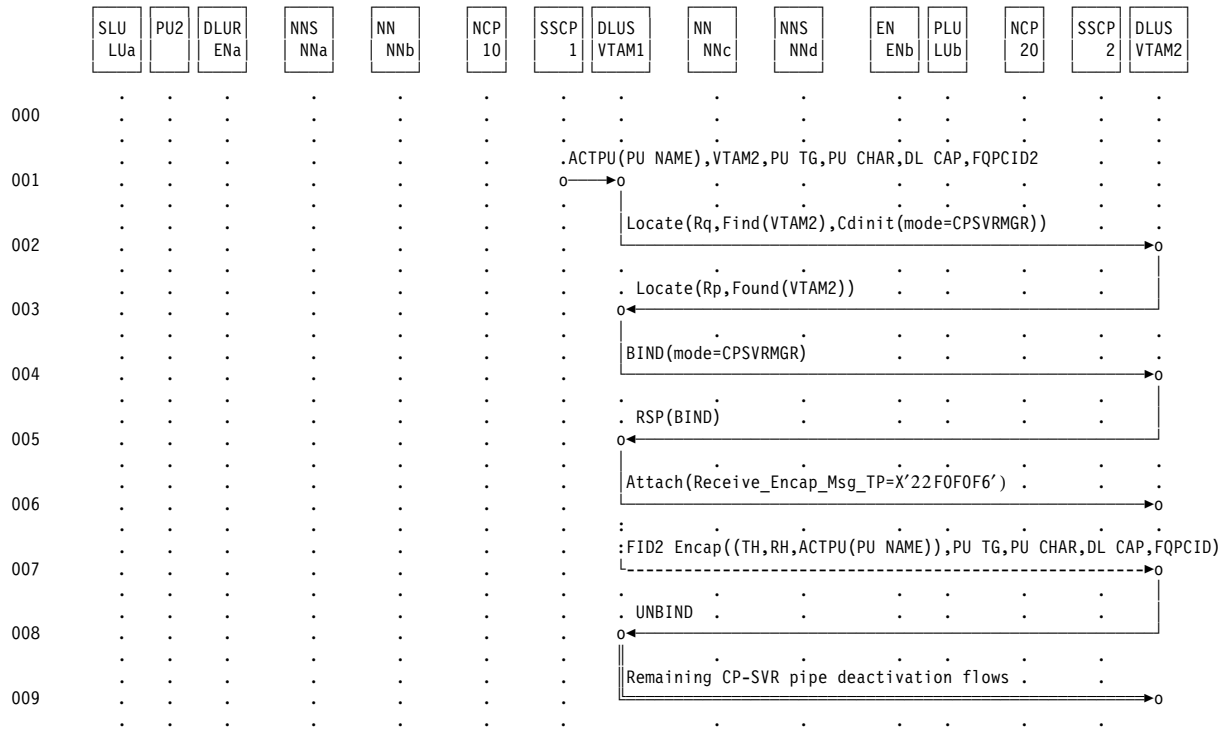 SLU PU2 DLUR NNS NN NCP SSCP DLUS NN NNS EN PLU NCP SSCP DLUS
LUa ENa NNa NNb 10 1 VTAM1 NNc NNd ENb LUb 20 2 VTAM2
000
.ACTPU(PU NAME),VTAM2,PU TG,PU CHAR,DL CAP,FQPCID2
001
Locate(Rq,Find(VTAM2),Cdinit(mode=CPSVRMGR))
002
Locate(Rp,Found(VTAM2))
003
BIND(mode=CPSVRMGR)
004
RSP(BIND)
005
Attach(Receive_Encap_Msg_TP=X'22F0F0F6')
006
:FID2 Encap((TH,RH,ACTPU(PU NAME)),PU TG,PU CHAR,DL CAP,FQPCID)
007
UNBIND
008
Remaining CP-SVR pipe deactivation flows
009